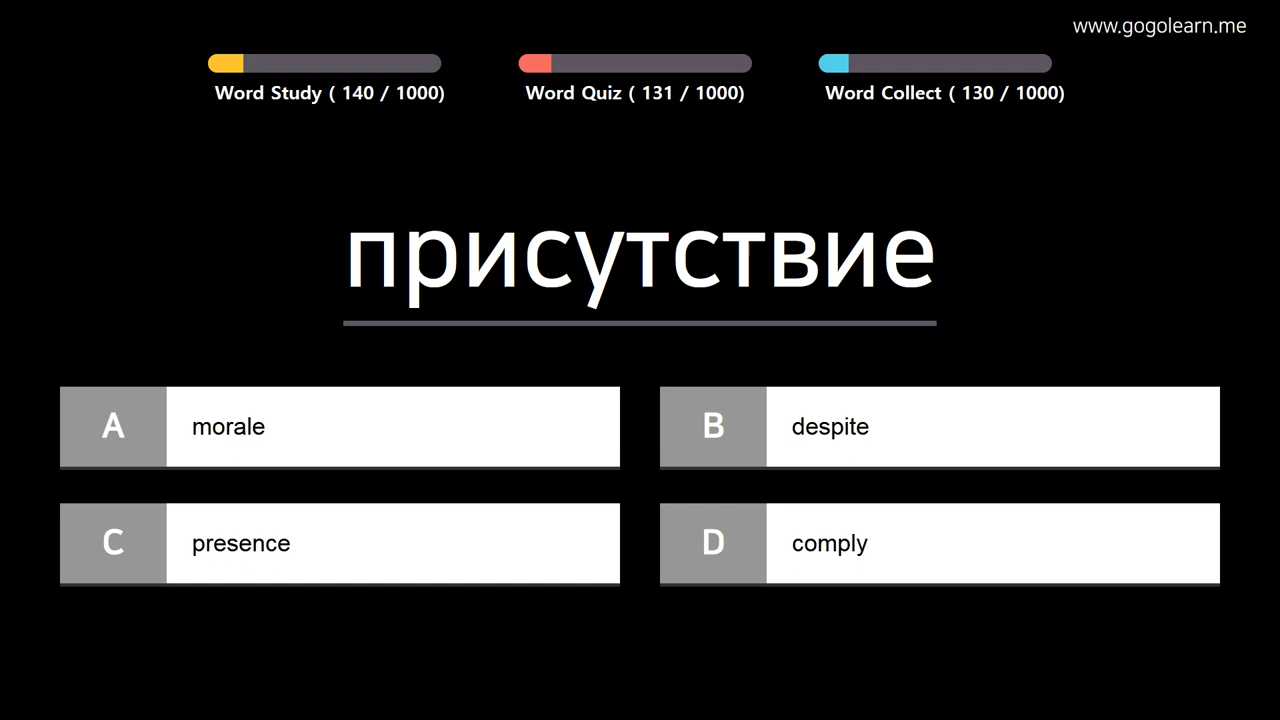 www.gogolearn.me
Word Study ( 140 / 1000)
Word Quiz ( 131 / 1000)
Word Collect ( 130 / 1000)
присутствие
A morale
B despite
C presence
D comply